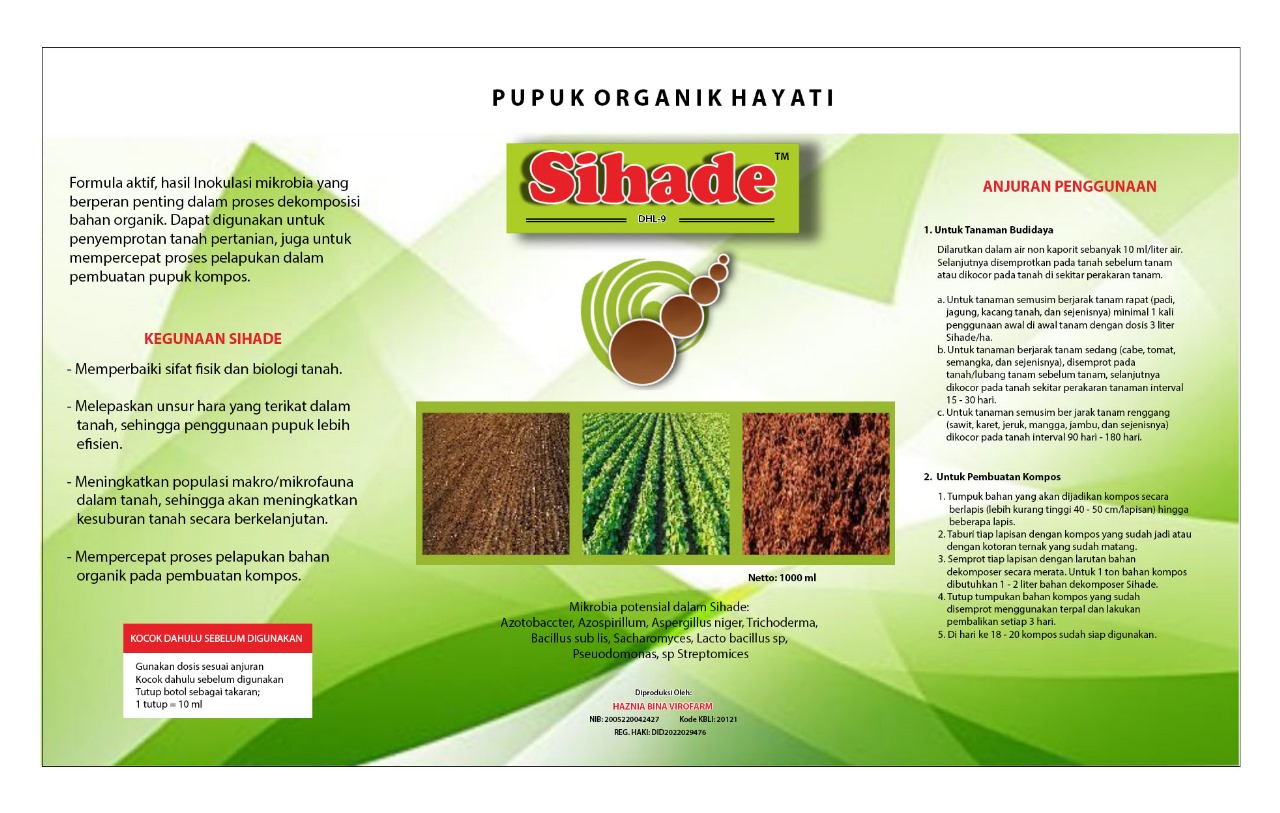 PUPUK ORGANIK HAYATI
Formula aktif, hasil Inokulasi mikrobia yang
berperan penting dalam proses dekomposisi
bahan organik. Dapat digunakan untuk
penyemprotan tanah pertanian, juga untuk
mempercepat proses pelapukan dalam
pembuatan pupuk kompos.
KEGUNAAN SIHADE
- Memperbaiki sifat fisik dan biologi tanah.
- Melepaskan unsur hara yang terikat dalam
tanah, sehingga penggunaan pupuk lebih
efisien.
- Meningkatkan populasi makro/mikrofauna
dalam tanah, sehingga akan meningkatkan
kesuburan tanah secara berkelanjutan.
- Mempercepat proses pelapukan bahan
organik pada pembuatan kompos.
KOCOK DAHULU SEBELUM DIGUNAKAN
Gunakan dosis sesuai anjuran
Kocok dahulu sebelum digunakan
Tutup botol sebagai takaran;
1 tutup = 10 ml
Sihade TM
DHL-9
Netto: 1000 ml
Mikrobia potensial dalam Sihade:
Azotobaccter, Azospirillum, Aspergillus niger, Trichoderma,
Bacillus sub lis, Sacharomyces, Lacto bacillus sp,
Pseuodomonas, sp Streptomices
Diproduksi Oleh:
HAZNIA BINA VIROFARM
NIB: 2005220042427 Kode KBLI: 20121
REG. HAKI: DID2022029476
ANJURAN PENGGUNAAN
1. Untuk Tanaman Budidaya
Dilarutkan dalam air non kaporit sebanyak 10 ml/liter air.
Selanjutnya disemprotkan pada tanah sebelum tanam
atau dikocor pada tanah di sekitar perakaran tanam.
a. Untuk tanaman semusim berjarak tanam rapat (padi,
jagung, kacang tanah, dan sejenisnya) minimal 1 kali
penggunaan awal di awal tanam dengan dosis 3 liter
Sihade/ha.
b. Untuk tanaman berjarak tanam sedang (cabe, tomat,
semangka, dan sejenisnya), disemprot pada
tanah/lubang tanam sebelum tanam, selanjutnya
dikocor pada tanah sekitar perakaran tanaman interval
15 - 30 hari.
c. Untuk tanaman semusim ber jarak tanam renggang
(sawit, karet, jeruk, mangga, jambu, dan sejenisnya)
dikocor pada tanah interval 90 hari - 180 hari.
2. Untuk Pembuatan Kompos
1. Tumpuk bahan yang akan dijadikan kompos secara
berlapis (lebih kurang tinggi 40 - 50 cm/lapisan) hingga
beberapa lapis.
2. Taburi tiap lapisan dengan kompos yang sudah jadi atau
dengan kotoran ternak yang sudah matang.
3. Semprot tiap lapisan dengan larutan bahan
dekomposer secara merata. Untuk 1 ton bahan kompos
dibutuhkan 1 - 2 liter bahan dekomposer Sihade.
4. Tutup tumpukan bahan kompos yang sudah
disemprot menggunakan terpal dan lakukan
pembalikan setiap 3 hari.
5. Di hari ke 18 - 20 kompos sudah siap digunakan.